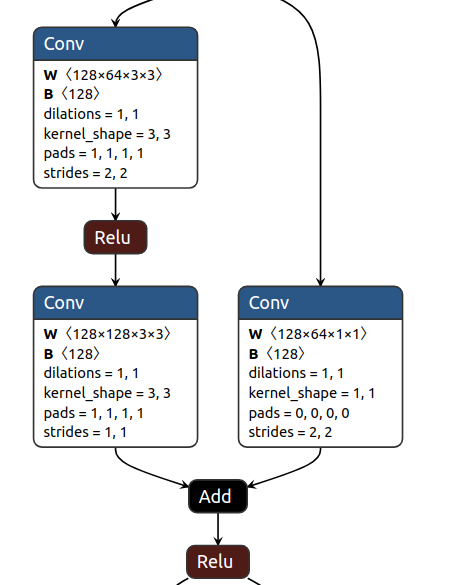 Conv
W〈128×64×3×3〉
B〈128〉
dilations = 1, 1
kernel_shape = 3, 3
pads = 1, 1, 1, 1
strides = 2, 2
Relu
Conv
W〈128×128×3×3〉
B〈128〉
dilations = 1, 1
kernel_shape = 3, 3
pads = 1, 1, 1, 1
strides = 1, 1
Conv
W〈128×64×1×1〉
B〈128〉
dilations = 1, 1
kernel_shape = 1, 1
pads = 0, 0, 0, 0
strides = 2, 2
Add
Relu